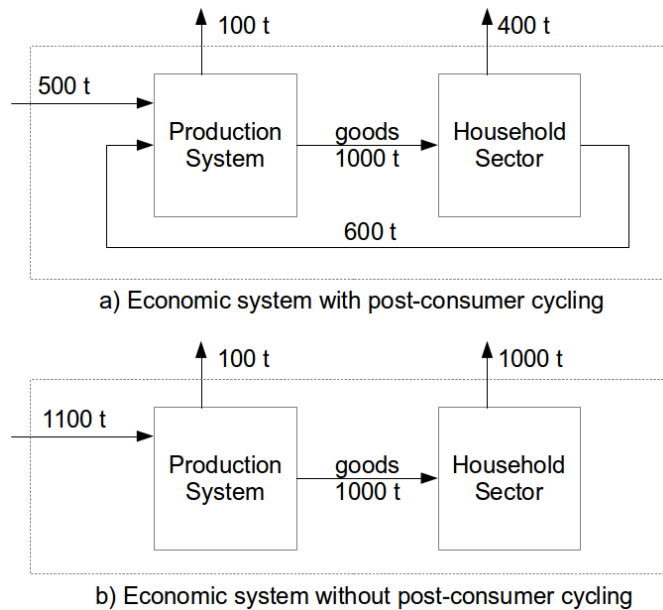 100 t
400 t
500 t
Production
System
goods
1000 t
Household
Sector
600 t
a) Economic system with post-consumer cycling
100 t
1000 t
1100 t
Production
System
goods
1000 t
Household
Sector
b) Economic system without post-consumer cycling